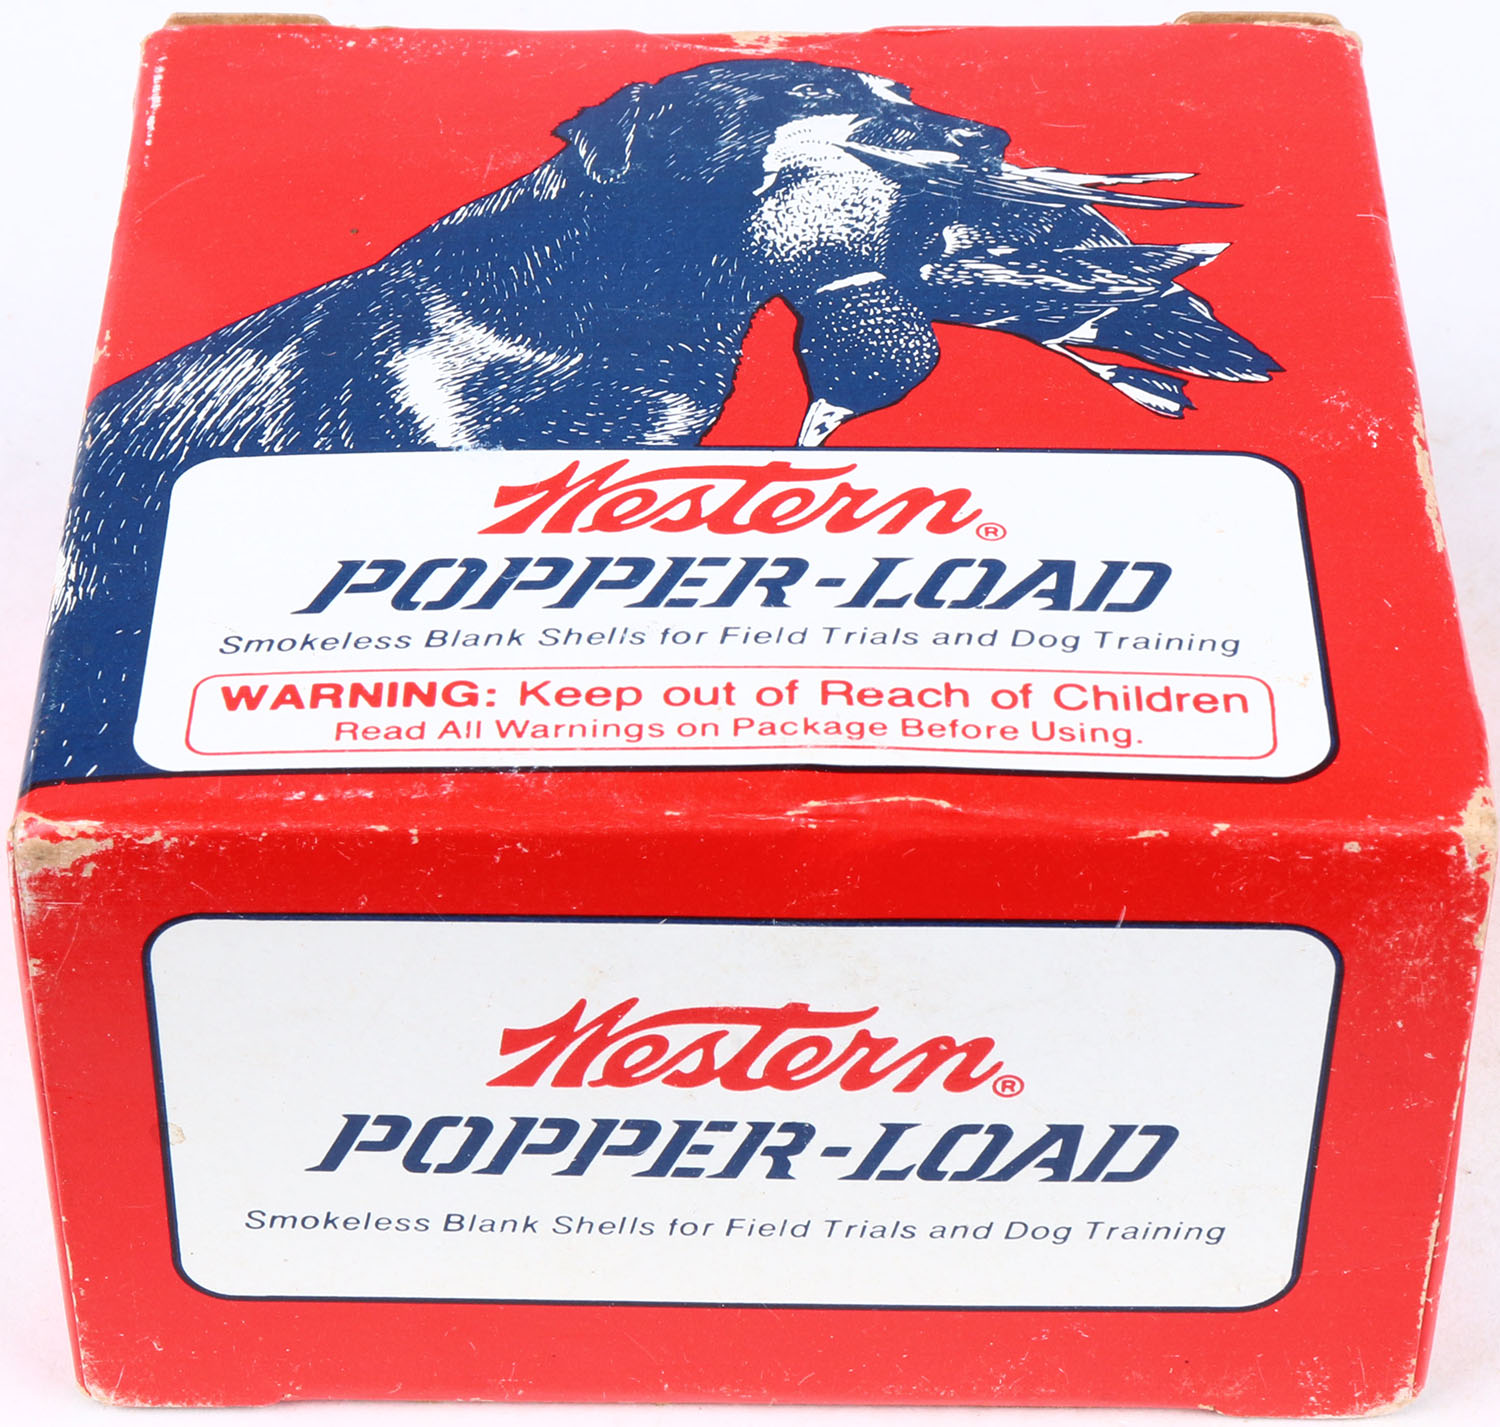 Western®
POPPER-LOAD
Smokeless Blank Shells for Field Trials and Dog Training
WARNING: Keep out of Reach of Children
Read All Warnings on Package Before Using.
Western®
POPPER-LOAD
Smokeless Blank Shells for Field Trials and Dog Training